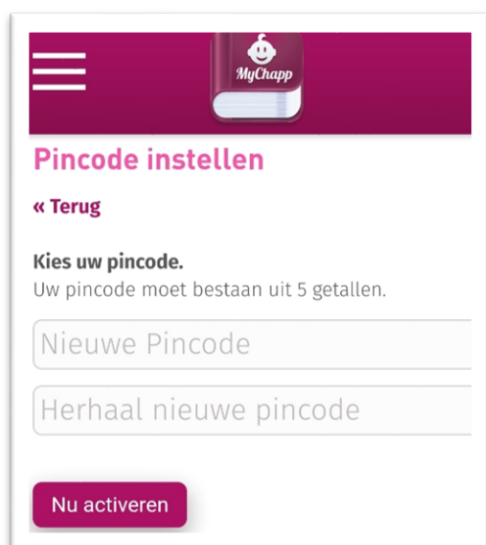 MyChapp
Pincode instellen
« Terug
Kies uw pincode.
Uw pincode moet bestaan uit 5 getallen.
Nieuwe Pincode
Herhaal nieuwe pincode
Nu activeren